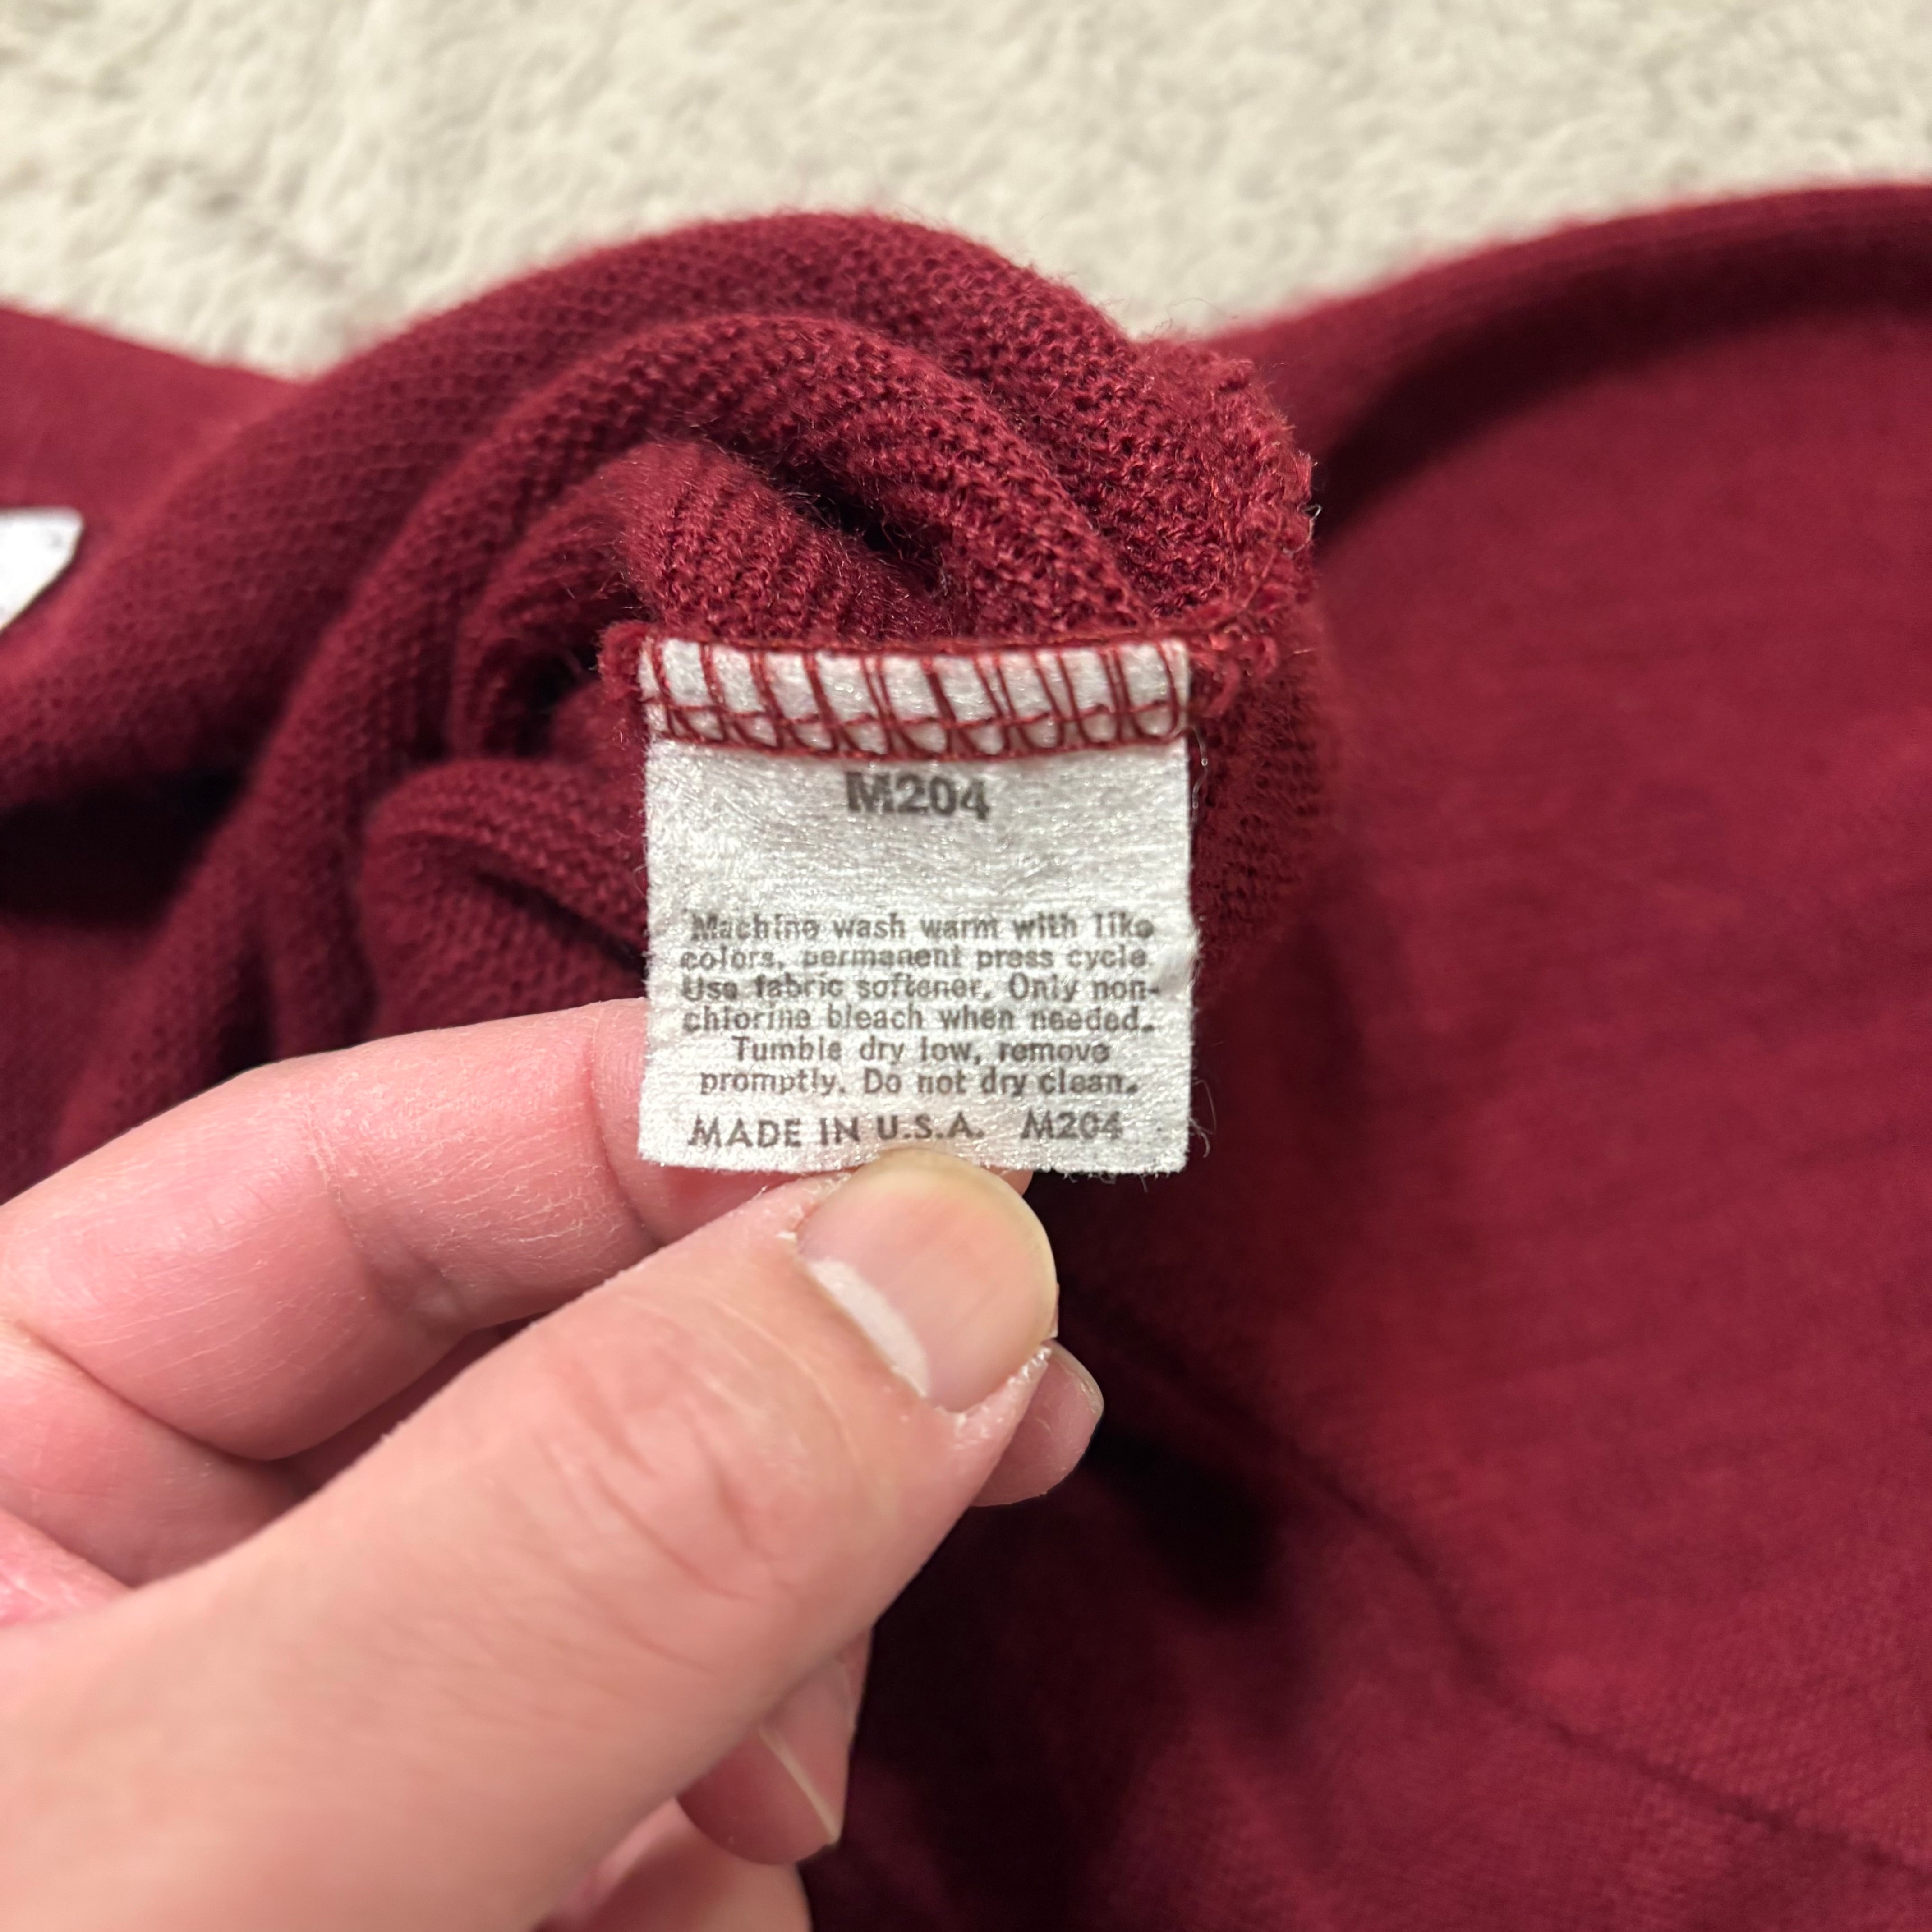 M204
Machine wash warm with like
colors, permanent press cycle.
Use fabric softener. Only non-
chlorine bleach when needed.
Tumble dry low, remove
promptly. Do not dry clean.
MADE IN U.S.A. M204